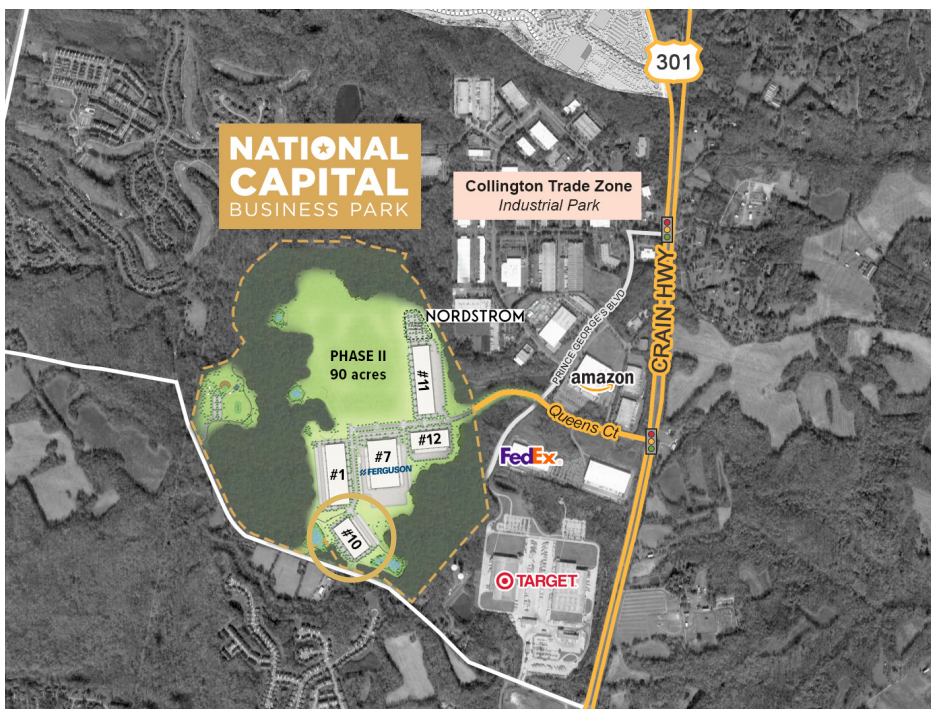 301
NATIONAL
CAPITAL
BUSINESS PARK
Collington Trade Zone
Industrial Park
CRAIN HWY
PRINCE GEORGE'S BLVD
NORDSTROM
PHASE II
90 acres
#11
amazon
Queens Ct
#12
#7
FERGUSON
#1
FedEx
#10
TARGET